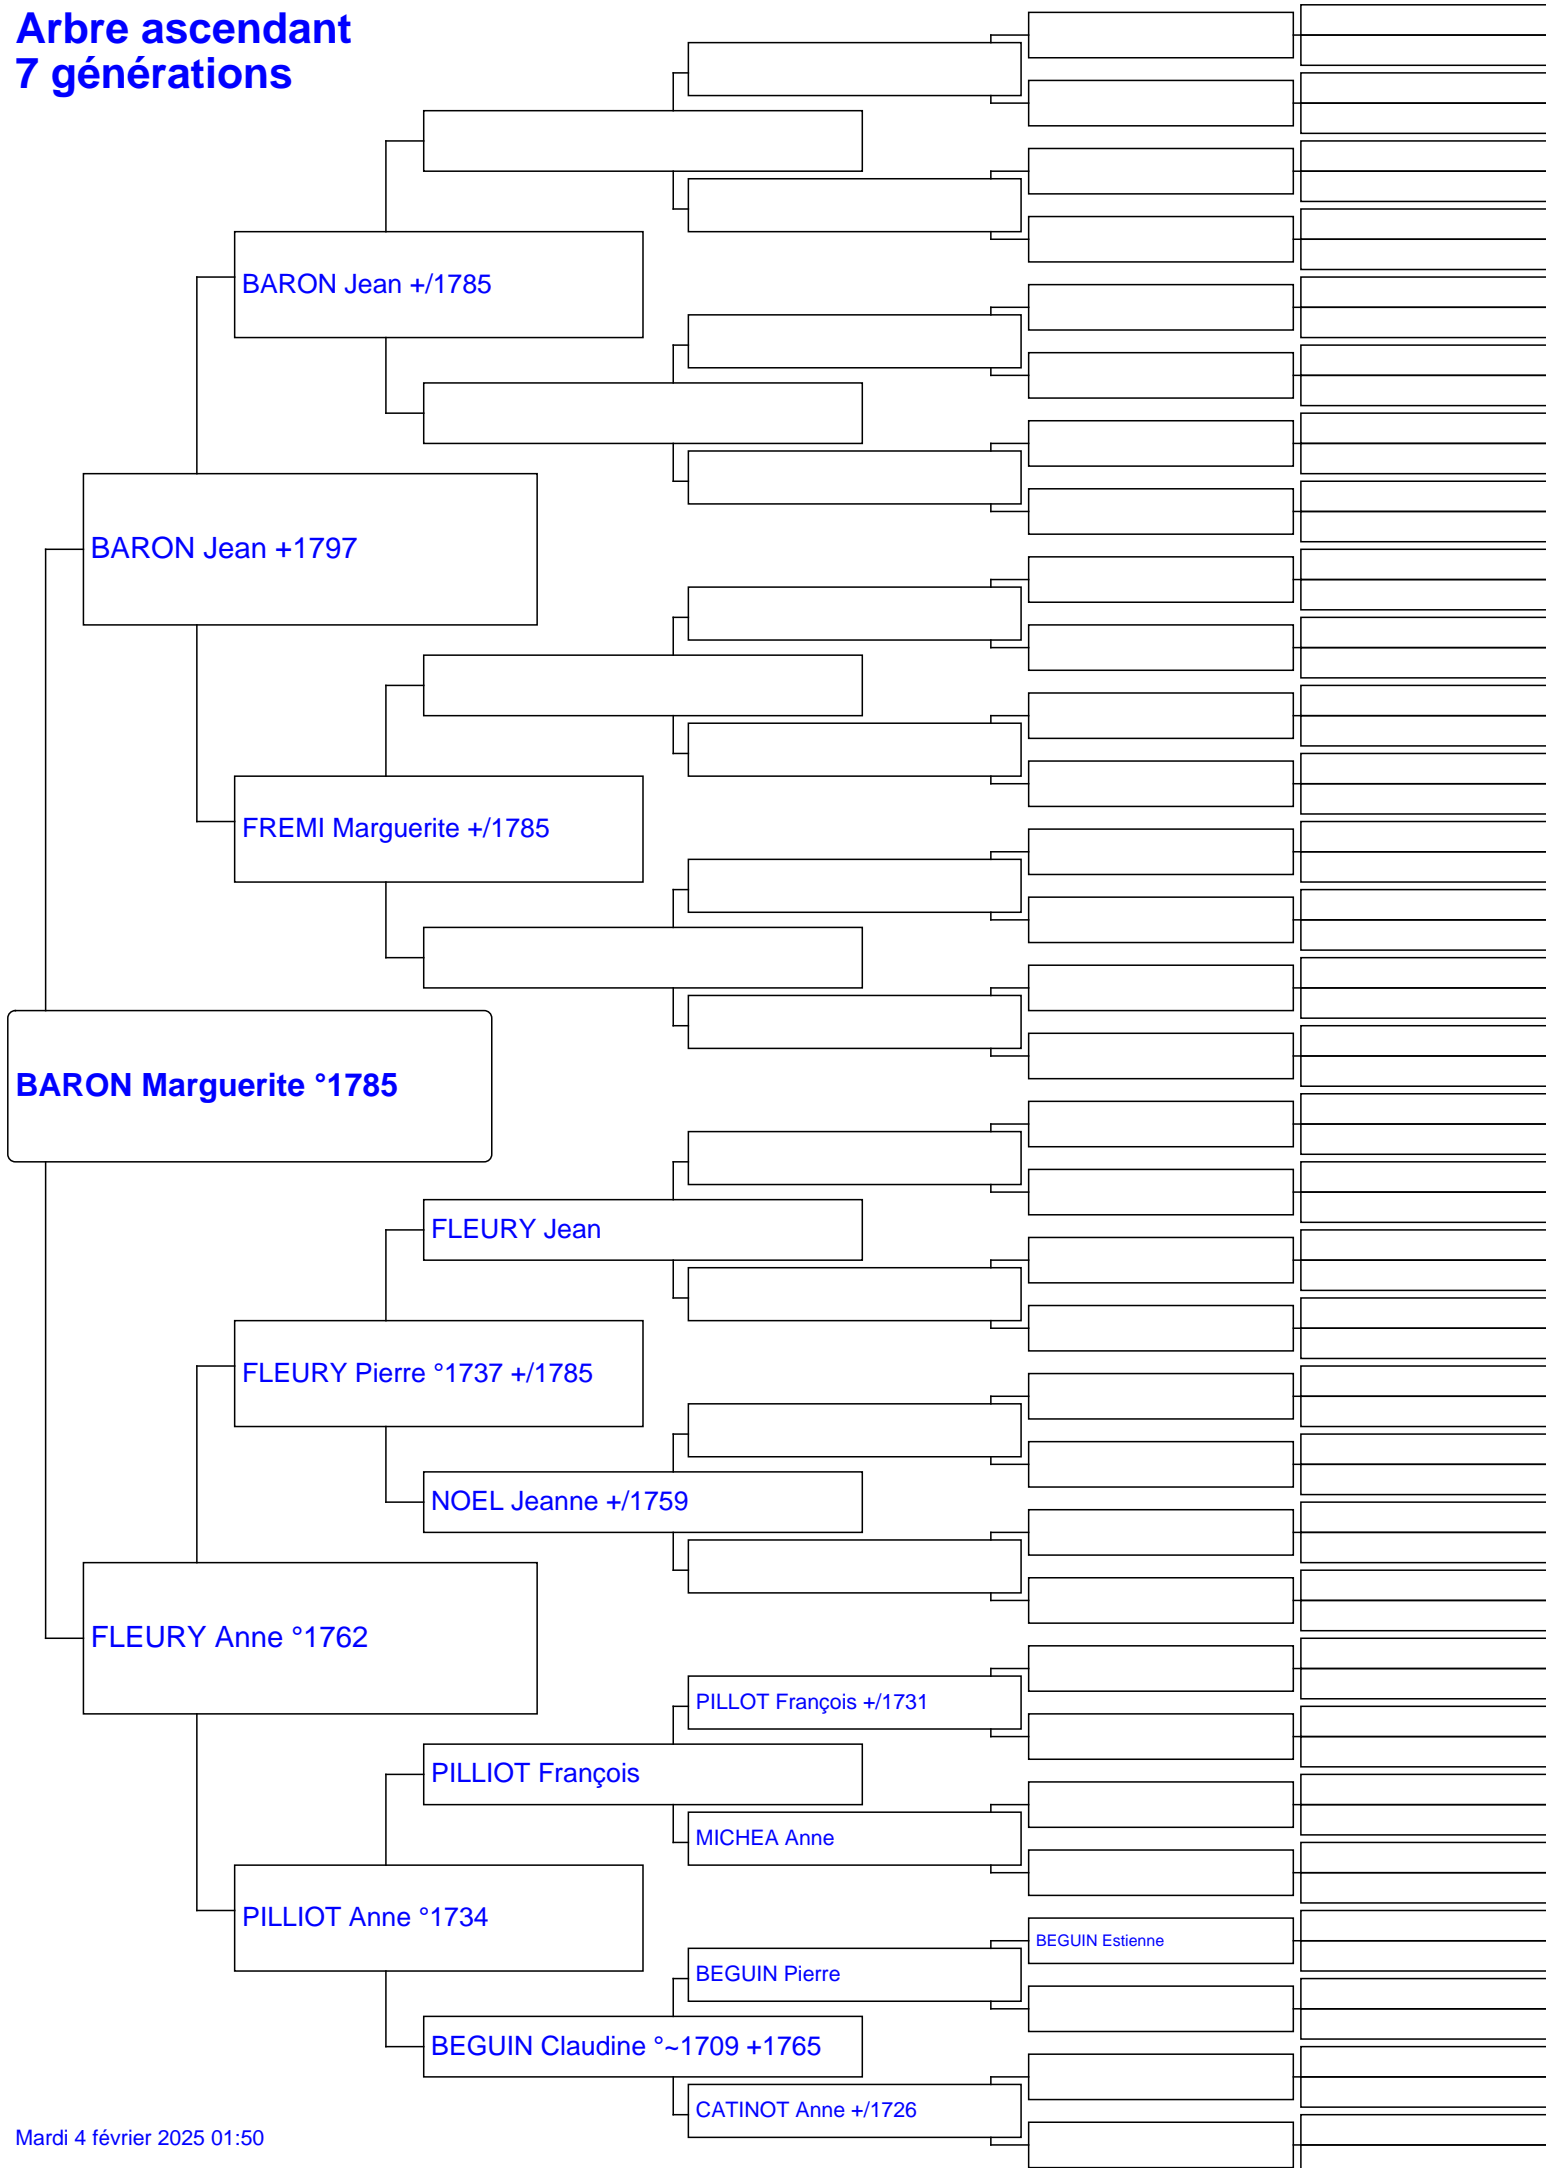 Arbre ascendant
7 générations
BARON Jean +/1785
BARON Jean +1797
FREMI Marguerite +/1785
BARON Marguerite °1785
FLEURY Jean
FLEURY Pierre °1737 +/1785
NOEL Jeanne +/1759
FLEURY Anne °1762
PILLOT François +/1731
PILLIOT François
MICHEA Anne
PILLIOT Anne °1734
BEGUIN Estienne
BEGUIN Pierre
BEGUIN Claudine °~1709 +1765
CATINOT Anne +/1726
Mardi 4 février 2025 01:50